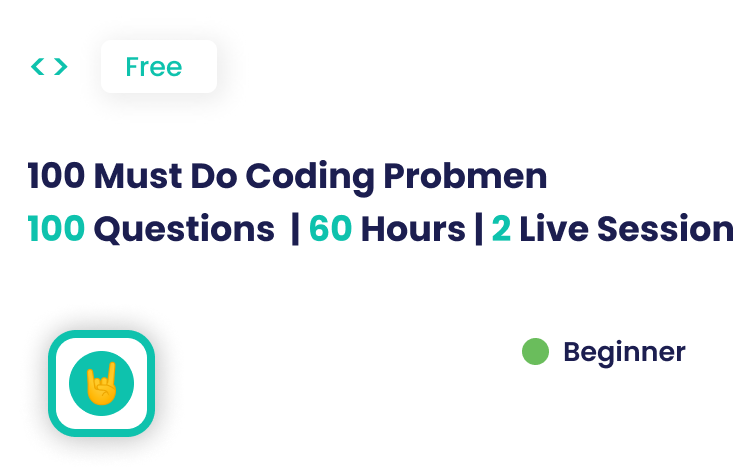 < > Free
100 Must Do Coding Probmen
100 Questions | 60 Hours | 2 Live Session
Beginner